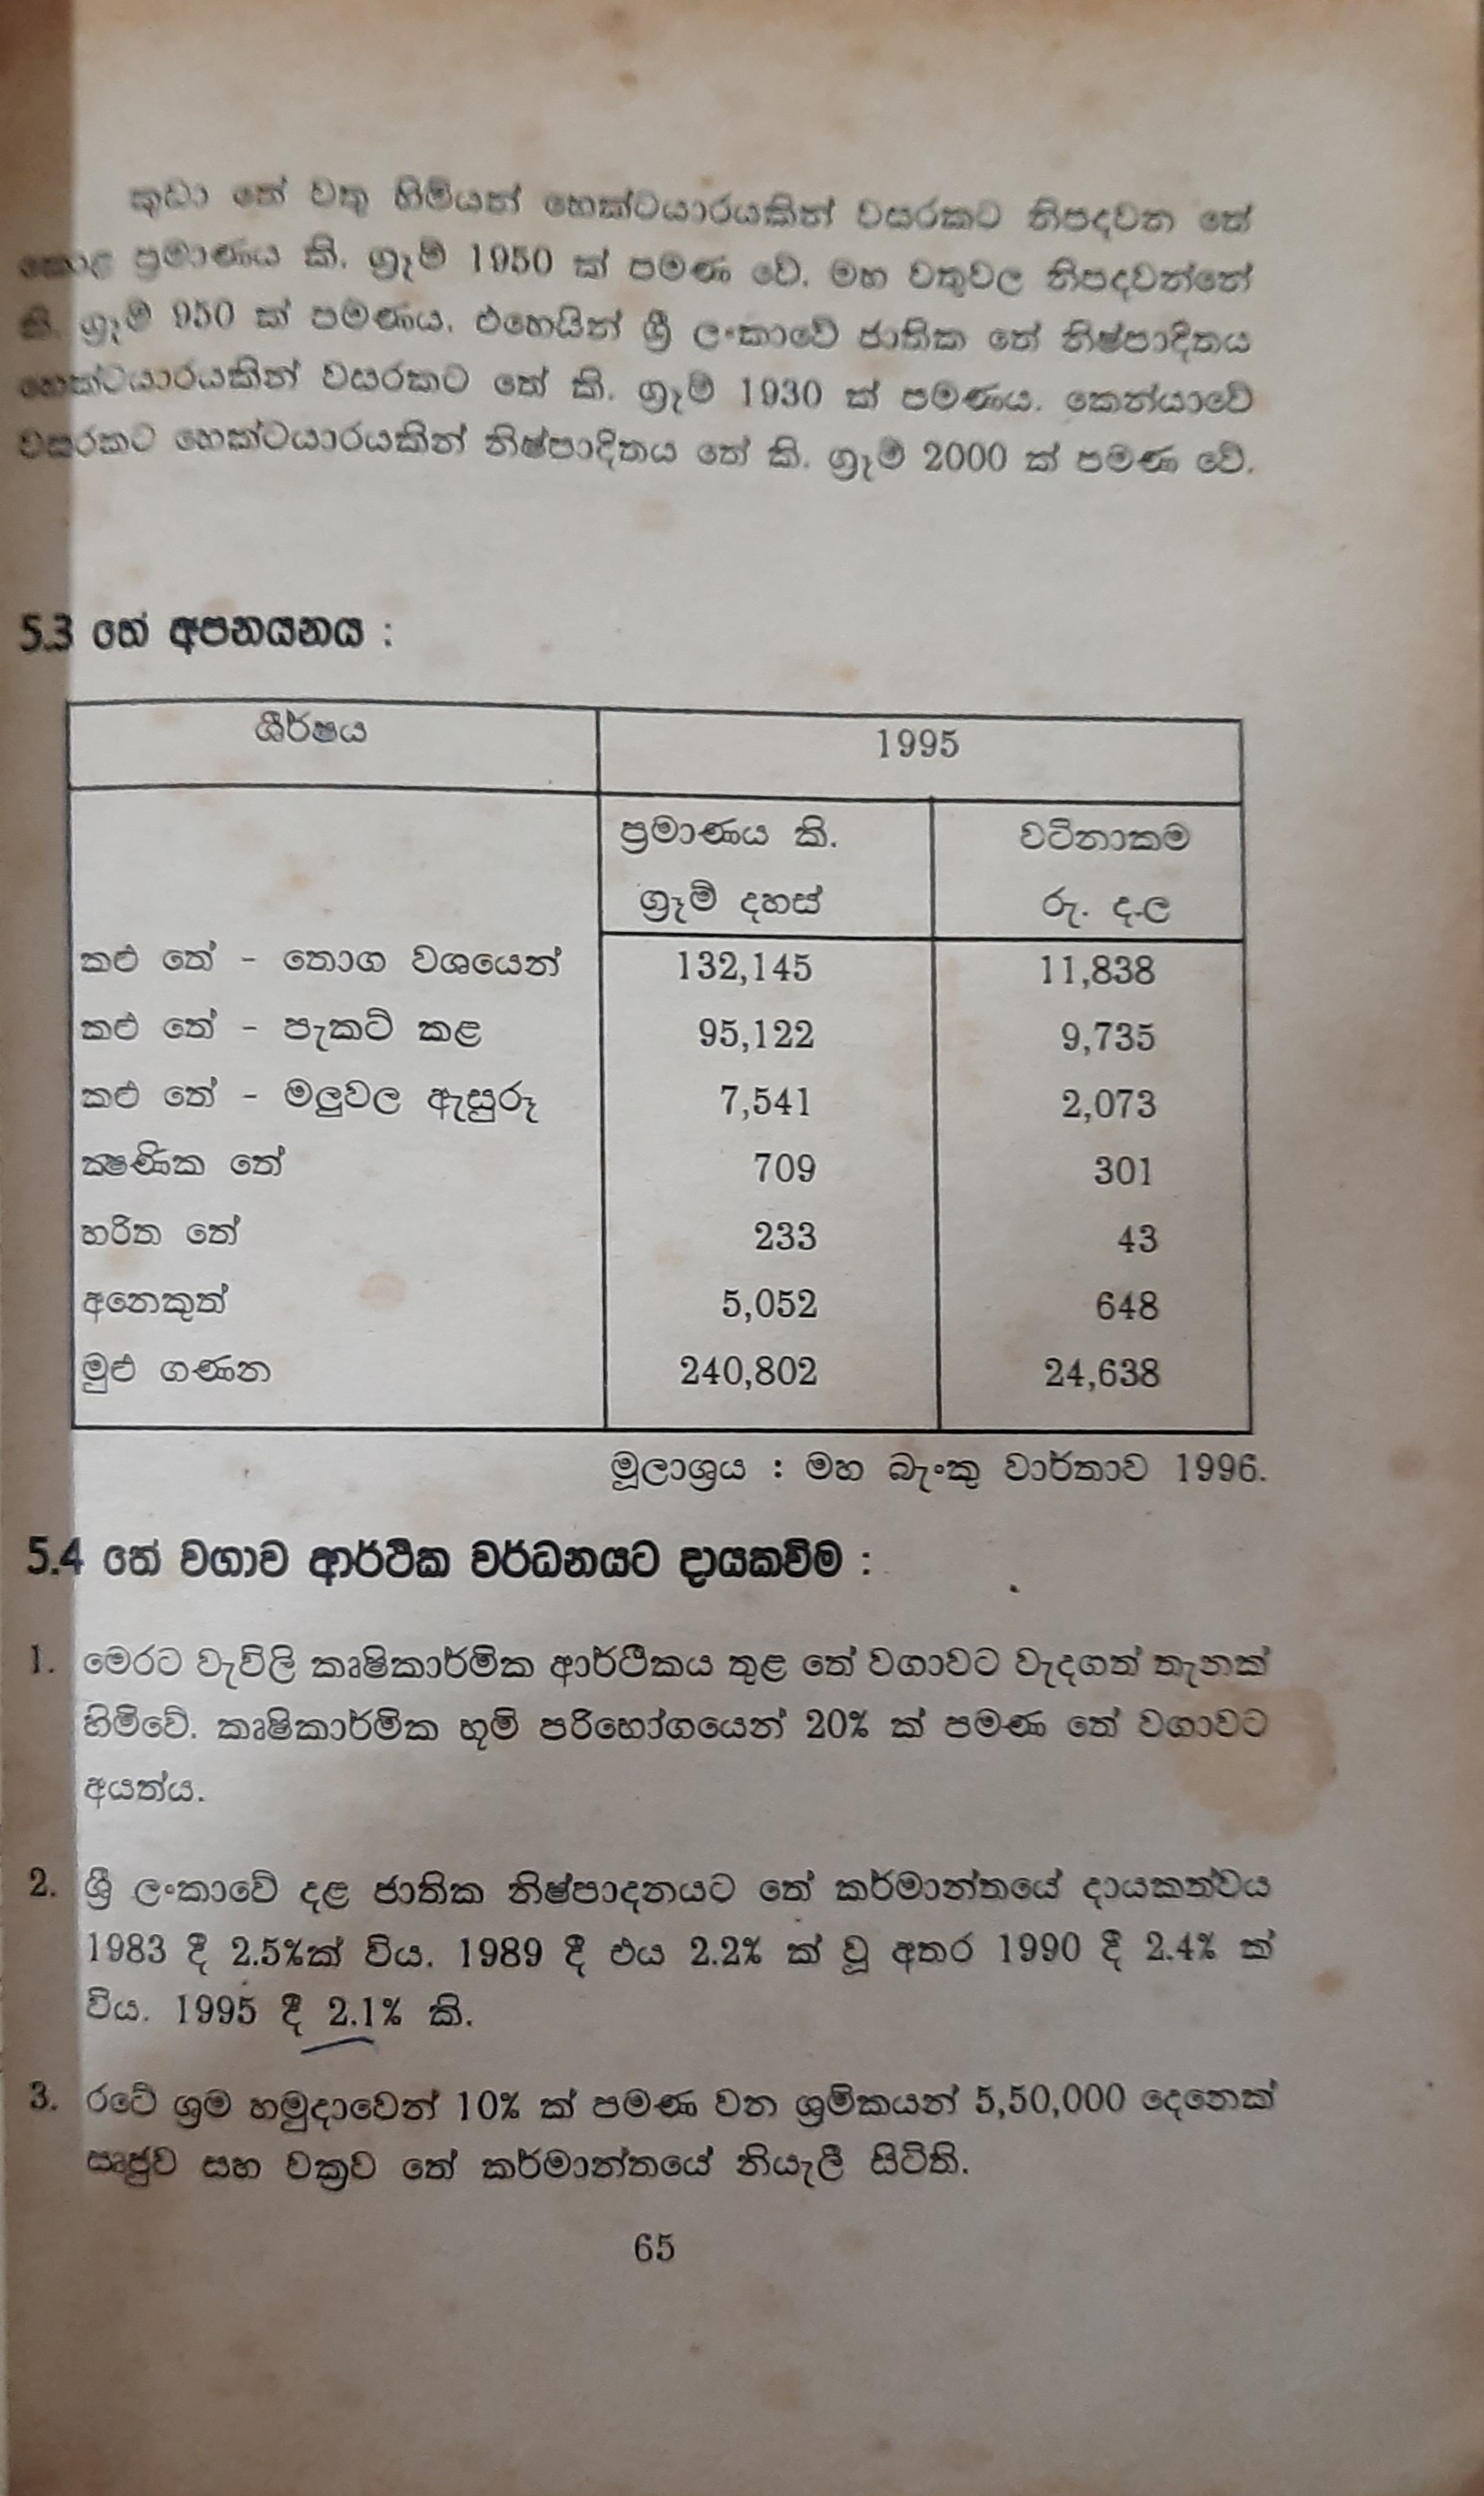 කුඩා තේ වතු හිමියන් හෙක්ටයාරයකින් වසරකට නිපදවන තේ
කොළ ප්‍රමාණය කි. ග්‍රෑම් 1950 ක් පමණ වේ. මහ වතුවල නිපදවන්නේ
කි. ග්‍රෑම් 950 ක් පමණය. එහෙයින් ශ්‍රී ලංකාවේ ජාතික තේ නිෂ්පාදිතය
හෙක්ටයාරයකින් වසරකට තේ කි. ග්‍රෑම් 1930 ක් පමණය. කෙන්යාවේ
වසරකට හෙක්ටයාරයකින් නිෂ්පාදිතය තේ කි. ග්‍රෑම් 2000 ක් පමණ වේ.
5.3 තේ අපනයනය :
ශීර්ෂය 1995
ප්‍රමාණය කි. වටිනාකම
ග්‍රෑම් දහස් රු. ද.ල
කළු තේ - තොග වශයෙන් 132,145 11,838
කළු තේ - පැකට් කළ 95,122 9,735
කළු තේ - මලුවල ඇසුරූ 7,541 2,073
ක්‍ෂණික තේ 709 301
හරිත තේ 233 43
අනෙකුත් 5,052 648
මුළු ගණන 240,802 24,638
මූලාශ්‍රය : මහ බැංකු වාර්තාව 1996.
5.4 තේ වගාව ආර්ථික වර්ධනයට දායකවීම :
1. මෙරට වැවිලි කෘෂිකාර්මික ආර්ථිකය තුළ තේ වගාවට වැදගත් තැනක්
හිමිවේ. කෘෂිකාර්මික භූමි පරිභෝගයෙන් 20% ක් පමණ තේ වගාවට
අයත්ය.
2. ශ්‍රී ලංකාවේ දළ ජාතික නිෂ්පාදනයට තේ කර්මාන්තයේ දායකත්වය
1983 දී 2.5%ක් විය. 1989 දී එය 2.2% ක් වූ අතර 1990 දී 2.4% ක්
විය. 1995 දී 2.1% කි.
3. රටේ ශ්‍රම හමුදාවෙන් 10% ක් පමණ වන ශ්‍රමිකයන් 5,50,000 දෙනෙක්
සෘජුව සහ වක්‍රව තේ කර්මාන්තයේ නියැලී සිටිති.
65